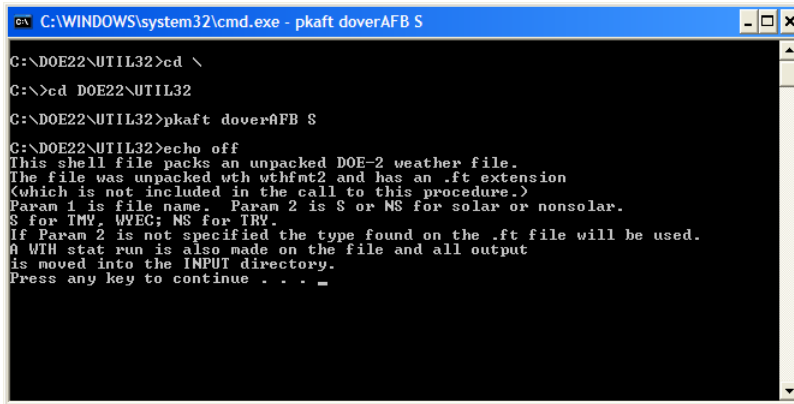 C:\WINDOWS\system32\cmd.exe - pkaft doverAFB S
C:\DOE22\UTIL32>cd \
C:\>cd DOE22\UTIL32
C:\DOE22\UTIL32>pkaft doverAFB S
C:\DOE22\UTIL32>echo off
This shell file packs an unpacked DOE-2 weather file.
The file was unpacked wth wthfmt2 and has an .ft extension
(which is not included in the call to this procedure.)
Param 1 is file name.  Param 2 is S or NS for solar or nonsolar.
S for TMY, WYEC; NS for TRY.
If Param 2 is not specified the type found on the .ft file will be used.
A WTH stat run is also made on the file and all output
is moved into the INPUT directory.
Press any key to continue . . . _